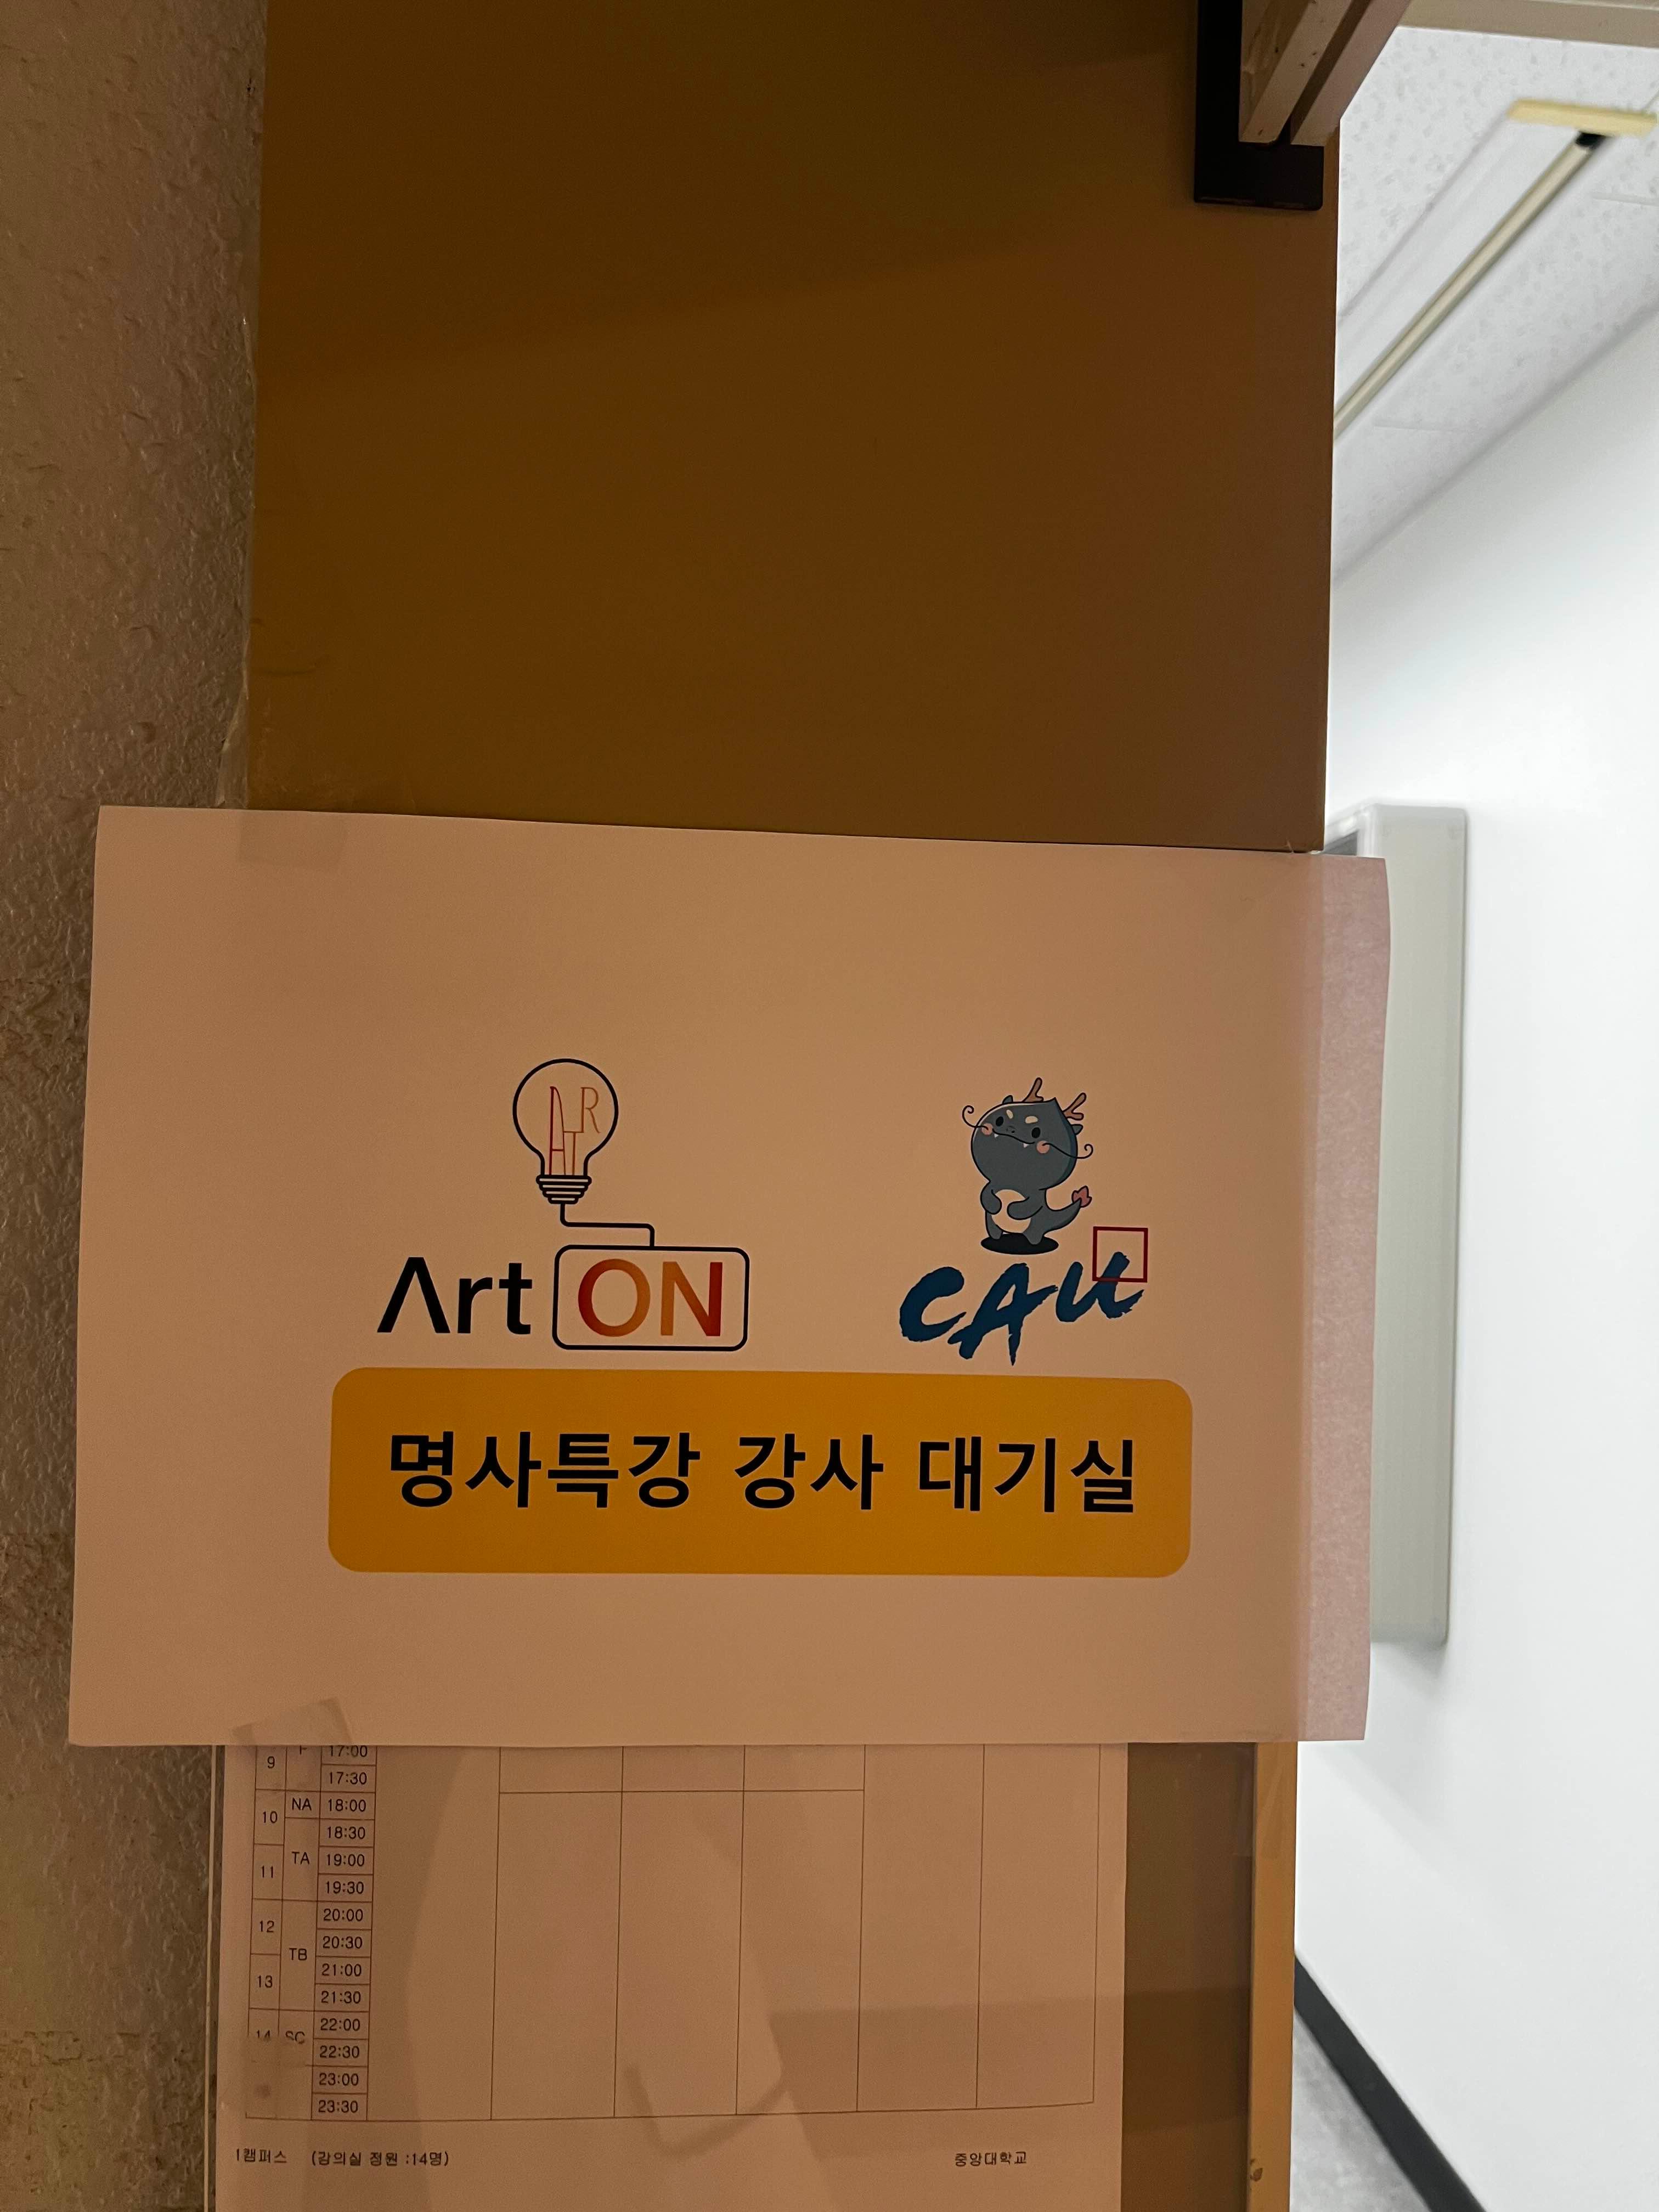 ART
Art ON
CAU
명사특강 강사 대기실
9 F 17:00
17:30
10 NA 18:00
18:30
11 TA 19:00
19:30
12 20:00
TB 20:30
13 21:00
21:30
14 SC 22:00
22:30
23:00
23:30
1캠퍼스 (강의실 정원 :14명) 중앙대학교